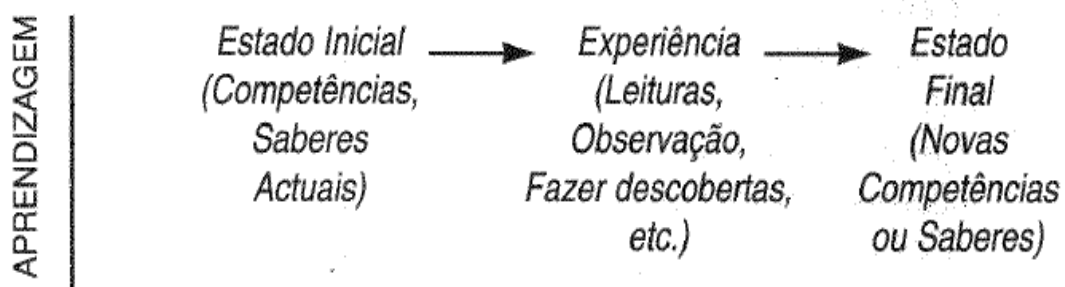 APRENDIZAGEM
Estado Inicial
(Competências,
Saberes
Actuais)
Experiência
(Leituras,
Observação,
Fazer descobertas,
etc.)
Estado
Final
(Novas
Competências
ou Saberes)